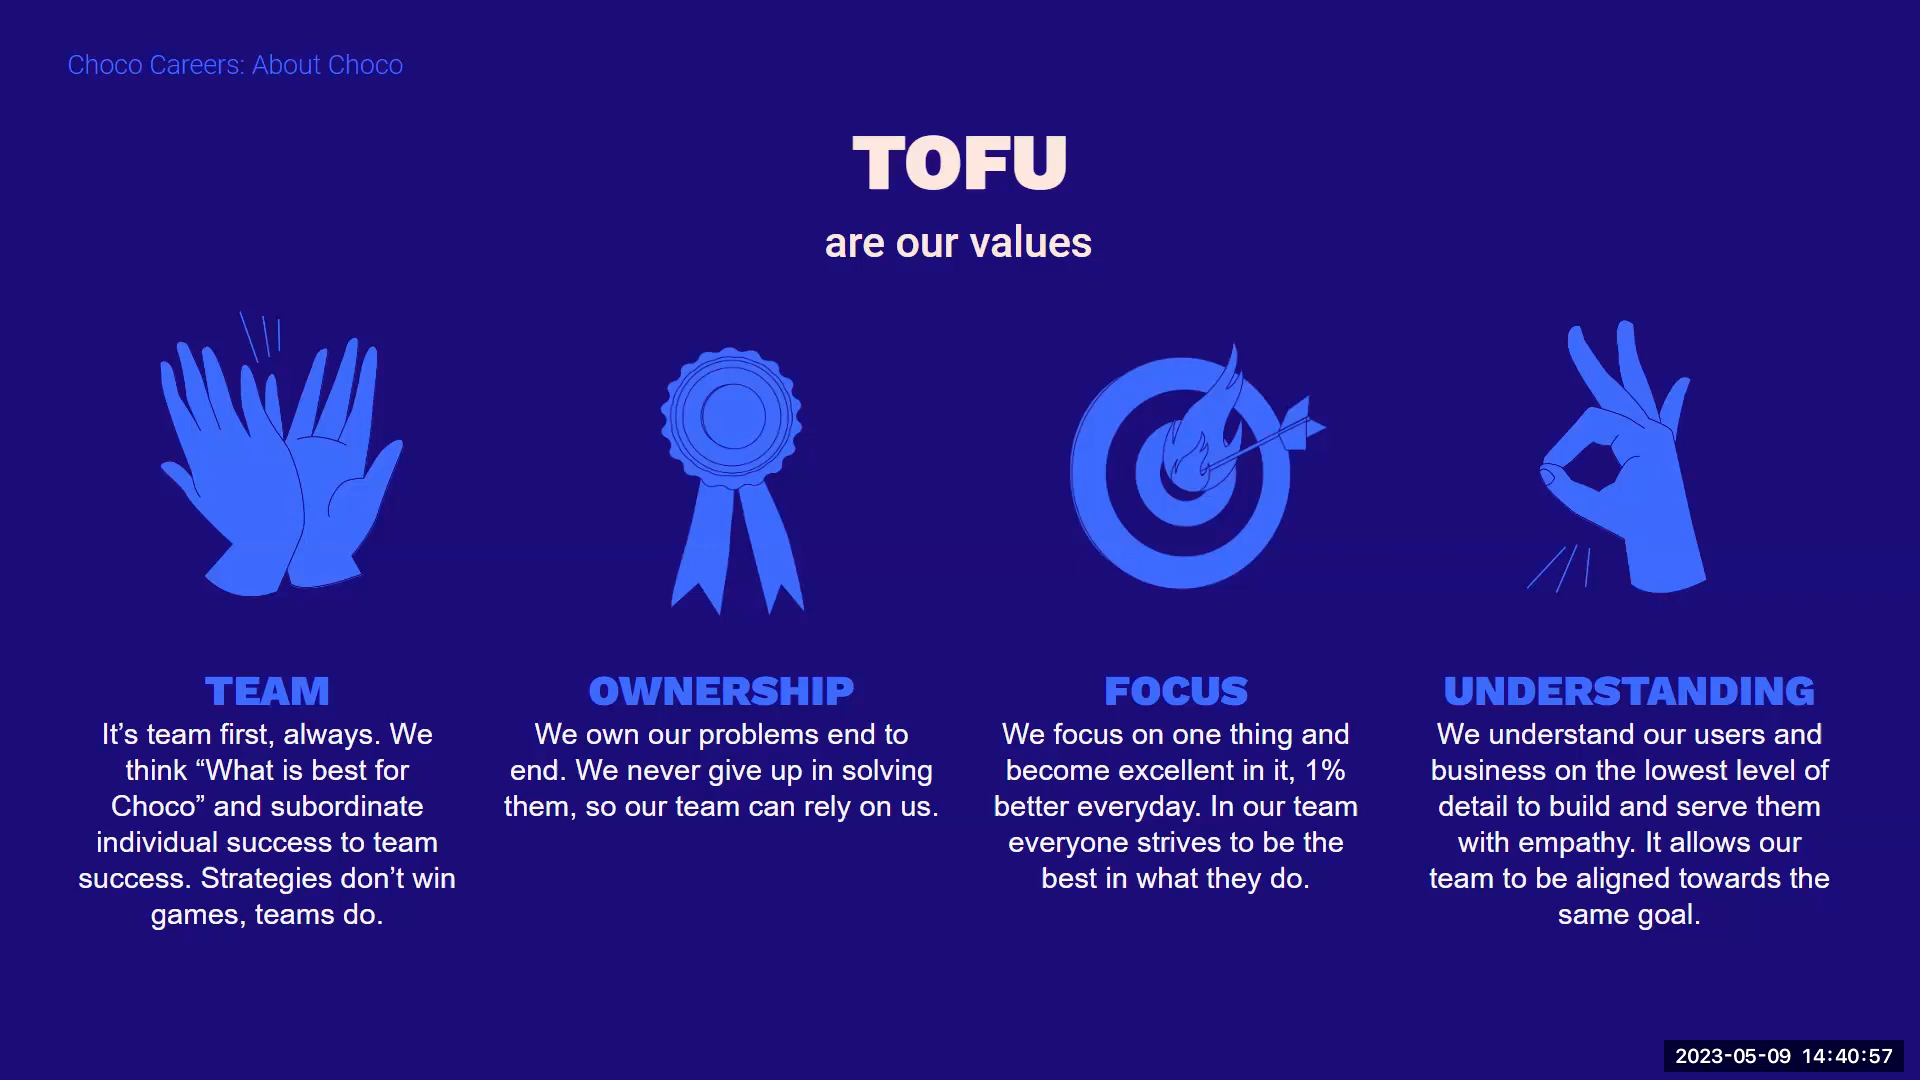 Choco Careers: About Choco
TOFU
are our values
TEAM
It’s team first, always. We
think “What is best for
Choco” and subordinate
individual success to team
success. Strategies don’t win
games, teams do.
OWNERSHIP
We own our problems end to
end. We never give up in solving
them, so our team can rely on us.
FOCUS
We focus on one thing and
become excellent in it, 1%
better everyday. In our team
everyone strives to be the
best in what they do.
UNDERSTANDING
We understand our users and
business on the lowest level of
detail to build and serve them
with empathy. It allows our
team to be aligned towards the
same goal.
2023-05-09 14:40:57